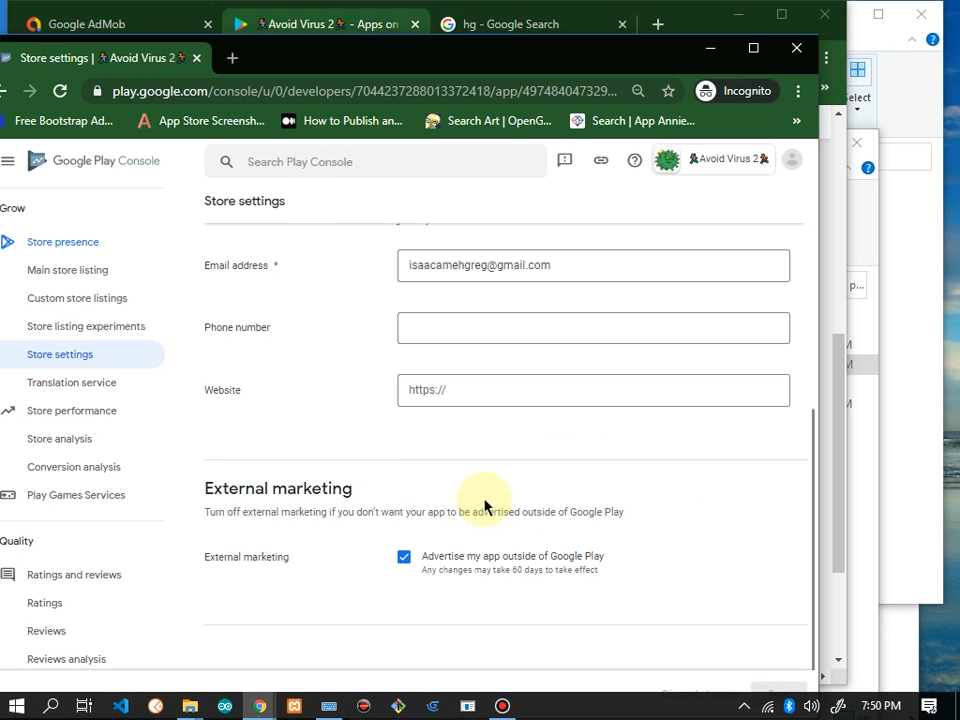 Google AdMob
Avoid Virus 2 - Apps on
hg - Google Search
Store settings | Avoid Virus 2
play.google.com/console/u/0/developers/7044237288013372418/app/497484047329...
Incognito
Select
Free Bootstrap Ad...
App Store Screensh...
How to Publish an...
Search Art | OpenG...
Search | App Annie...
»
»
Google Play Console
Search Play Console
Avoid Virus 2
Store settings
Grow
Store presence
Main store listing
Custom store listings
Store listing experiments
Store settings
Translation service
Store performance
Store analysis
Conversion analysis
Play Games Services
Quality
Ratings and reviews
Ratings
Reviews
Reviews analysis
Email address *
isaacamehgreg@gmail.com
Phone number
Website
https://
External marketing
Turn off external marketing if you don't want your app to be advertised outside of Google Play
External marketing
Advertise my app outside of Google Play
Any changes may take 60 days to take effect
p...
M
M
M
7:50 PM